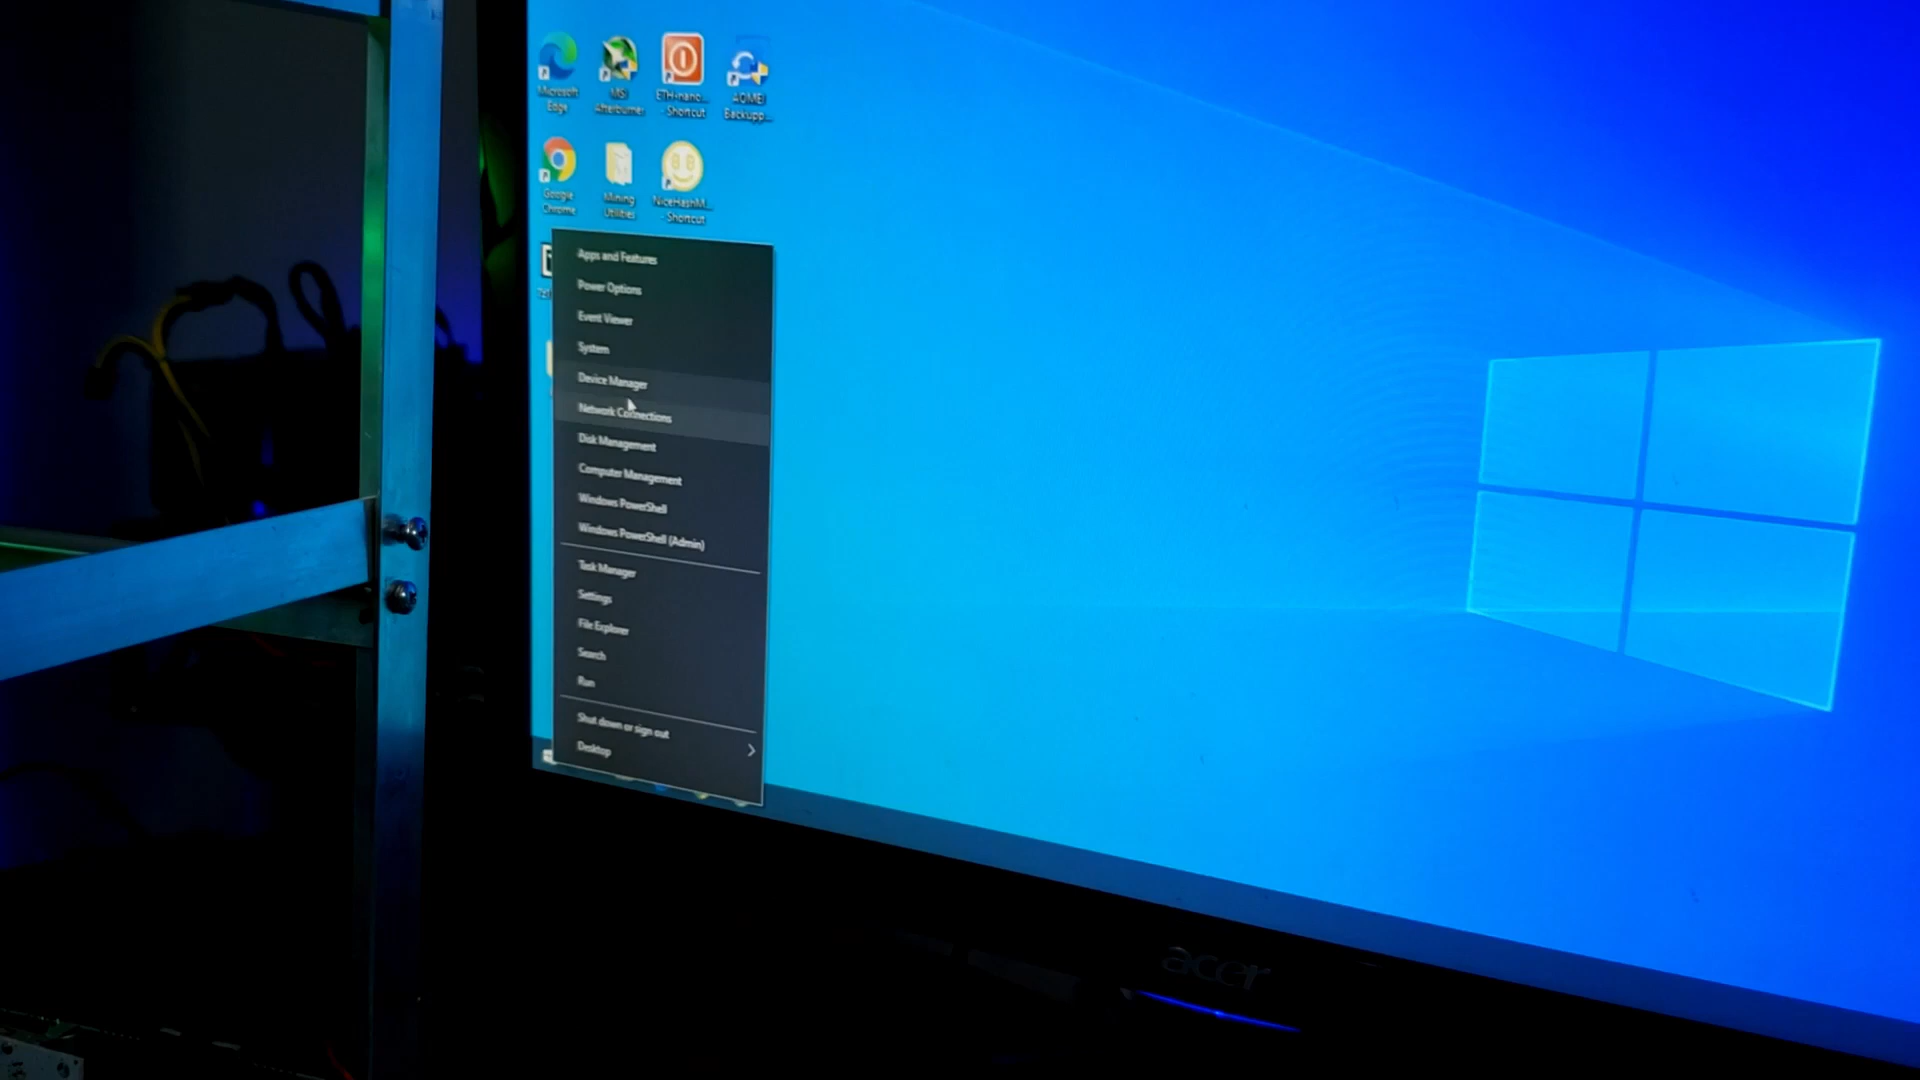 Microsoft
Edge
MSI
Afterburner
ETH-nano...
- Shortcut
AOMEI
Backupp...
Google
Chrome
Mining
Utilities
NiceHashM...
- Shortcut
Apps and Features
Power Options
Event Viewer
System
Device Manager
Network Connections
Disk Management
Computer Management
Windows PowerShell
Windows PowerShell (Admin)
Task Manager
Settings
File Explorer
Search
Run
Shut down or sign out
Desktop
acer